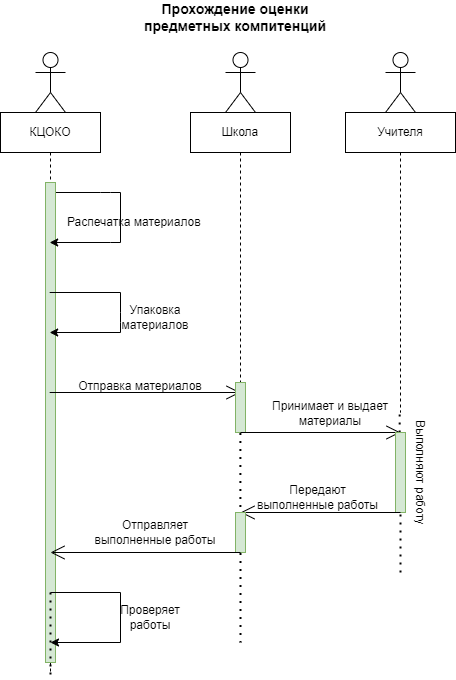 Прохождение оценки
предметных компитенций
КЦОКО
Школа
Учителя
Распечатка материалов
Упаковка
материалов
Отправка материалов
Принимает и выдает
материалы
Выполняют работу
Передают
выполненные работы
Отправляет
выполненные работы
Проверяет
работы